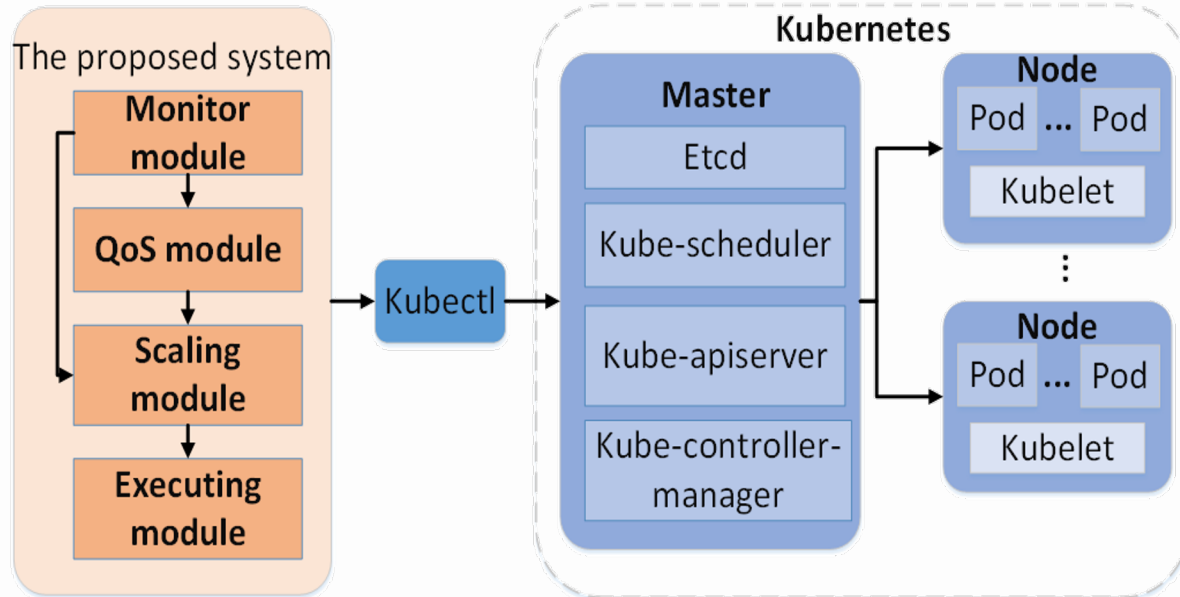 The proposed system
Monitor
module
QoS module
Scaling
module
Executing
module
Kubectl
Kubernetes
Master
Etcd
Kube-scheduler
Kube-apiserver
Kube-controller-
manager
Node
Pod ... Pod
Kubelet
...
Node
Pod ... Pod
Kubelet